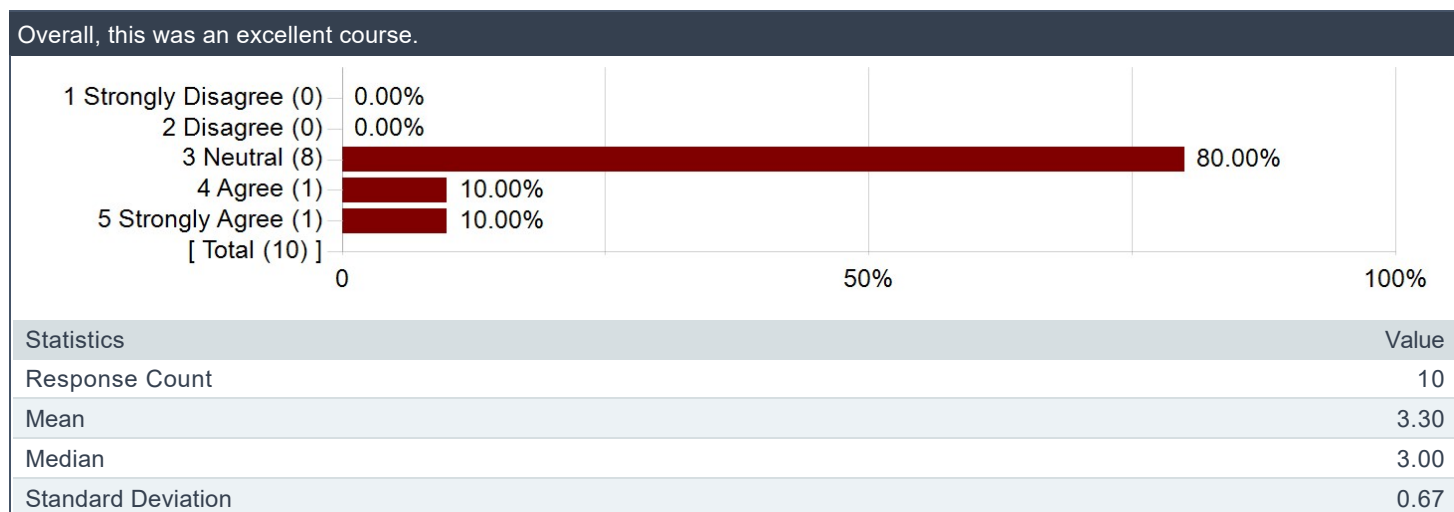 Overall, this was an excellent course.
1 Strongly Disagree (0) 0.00%
2 Disagree (0) 0.00%
3 Neutral (8) 80.00%
4 Agree (1) 10.00%
5 Strongly Agree (1) 10.00%
[ Total (10) ]
0 50% 100%
Statistics Value
Response Count 10
Mean 3.30
Median 3.00
Standard Deviation 0.67